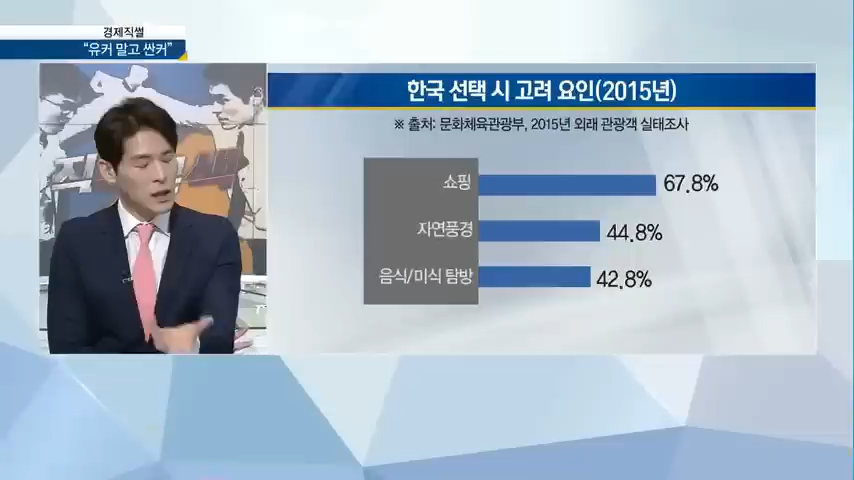 경제직썰
“유커 말고 싼커”
한국 선택 시 고려 요인(2015년)
※ 출처: 문화체육관광부, 2015년 외래 관광객 실태조사
쇼핑 67.8%
자연풍경 44.8%
음식/미식 탐방 42.8%